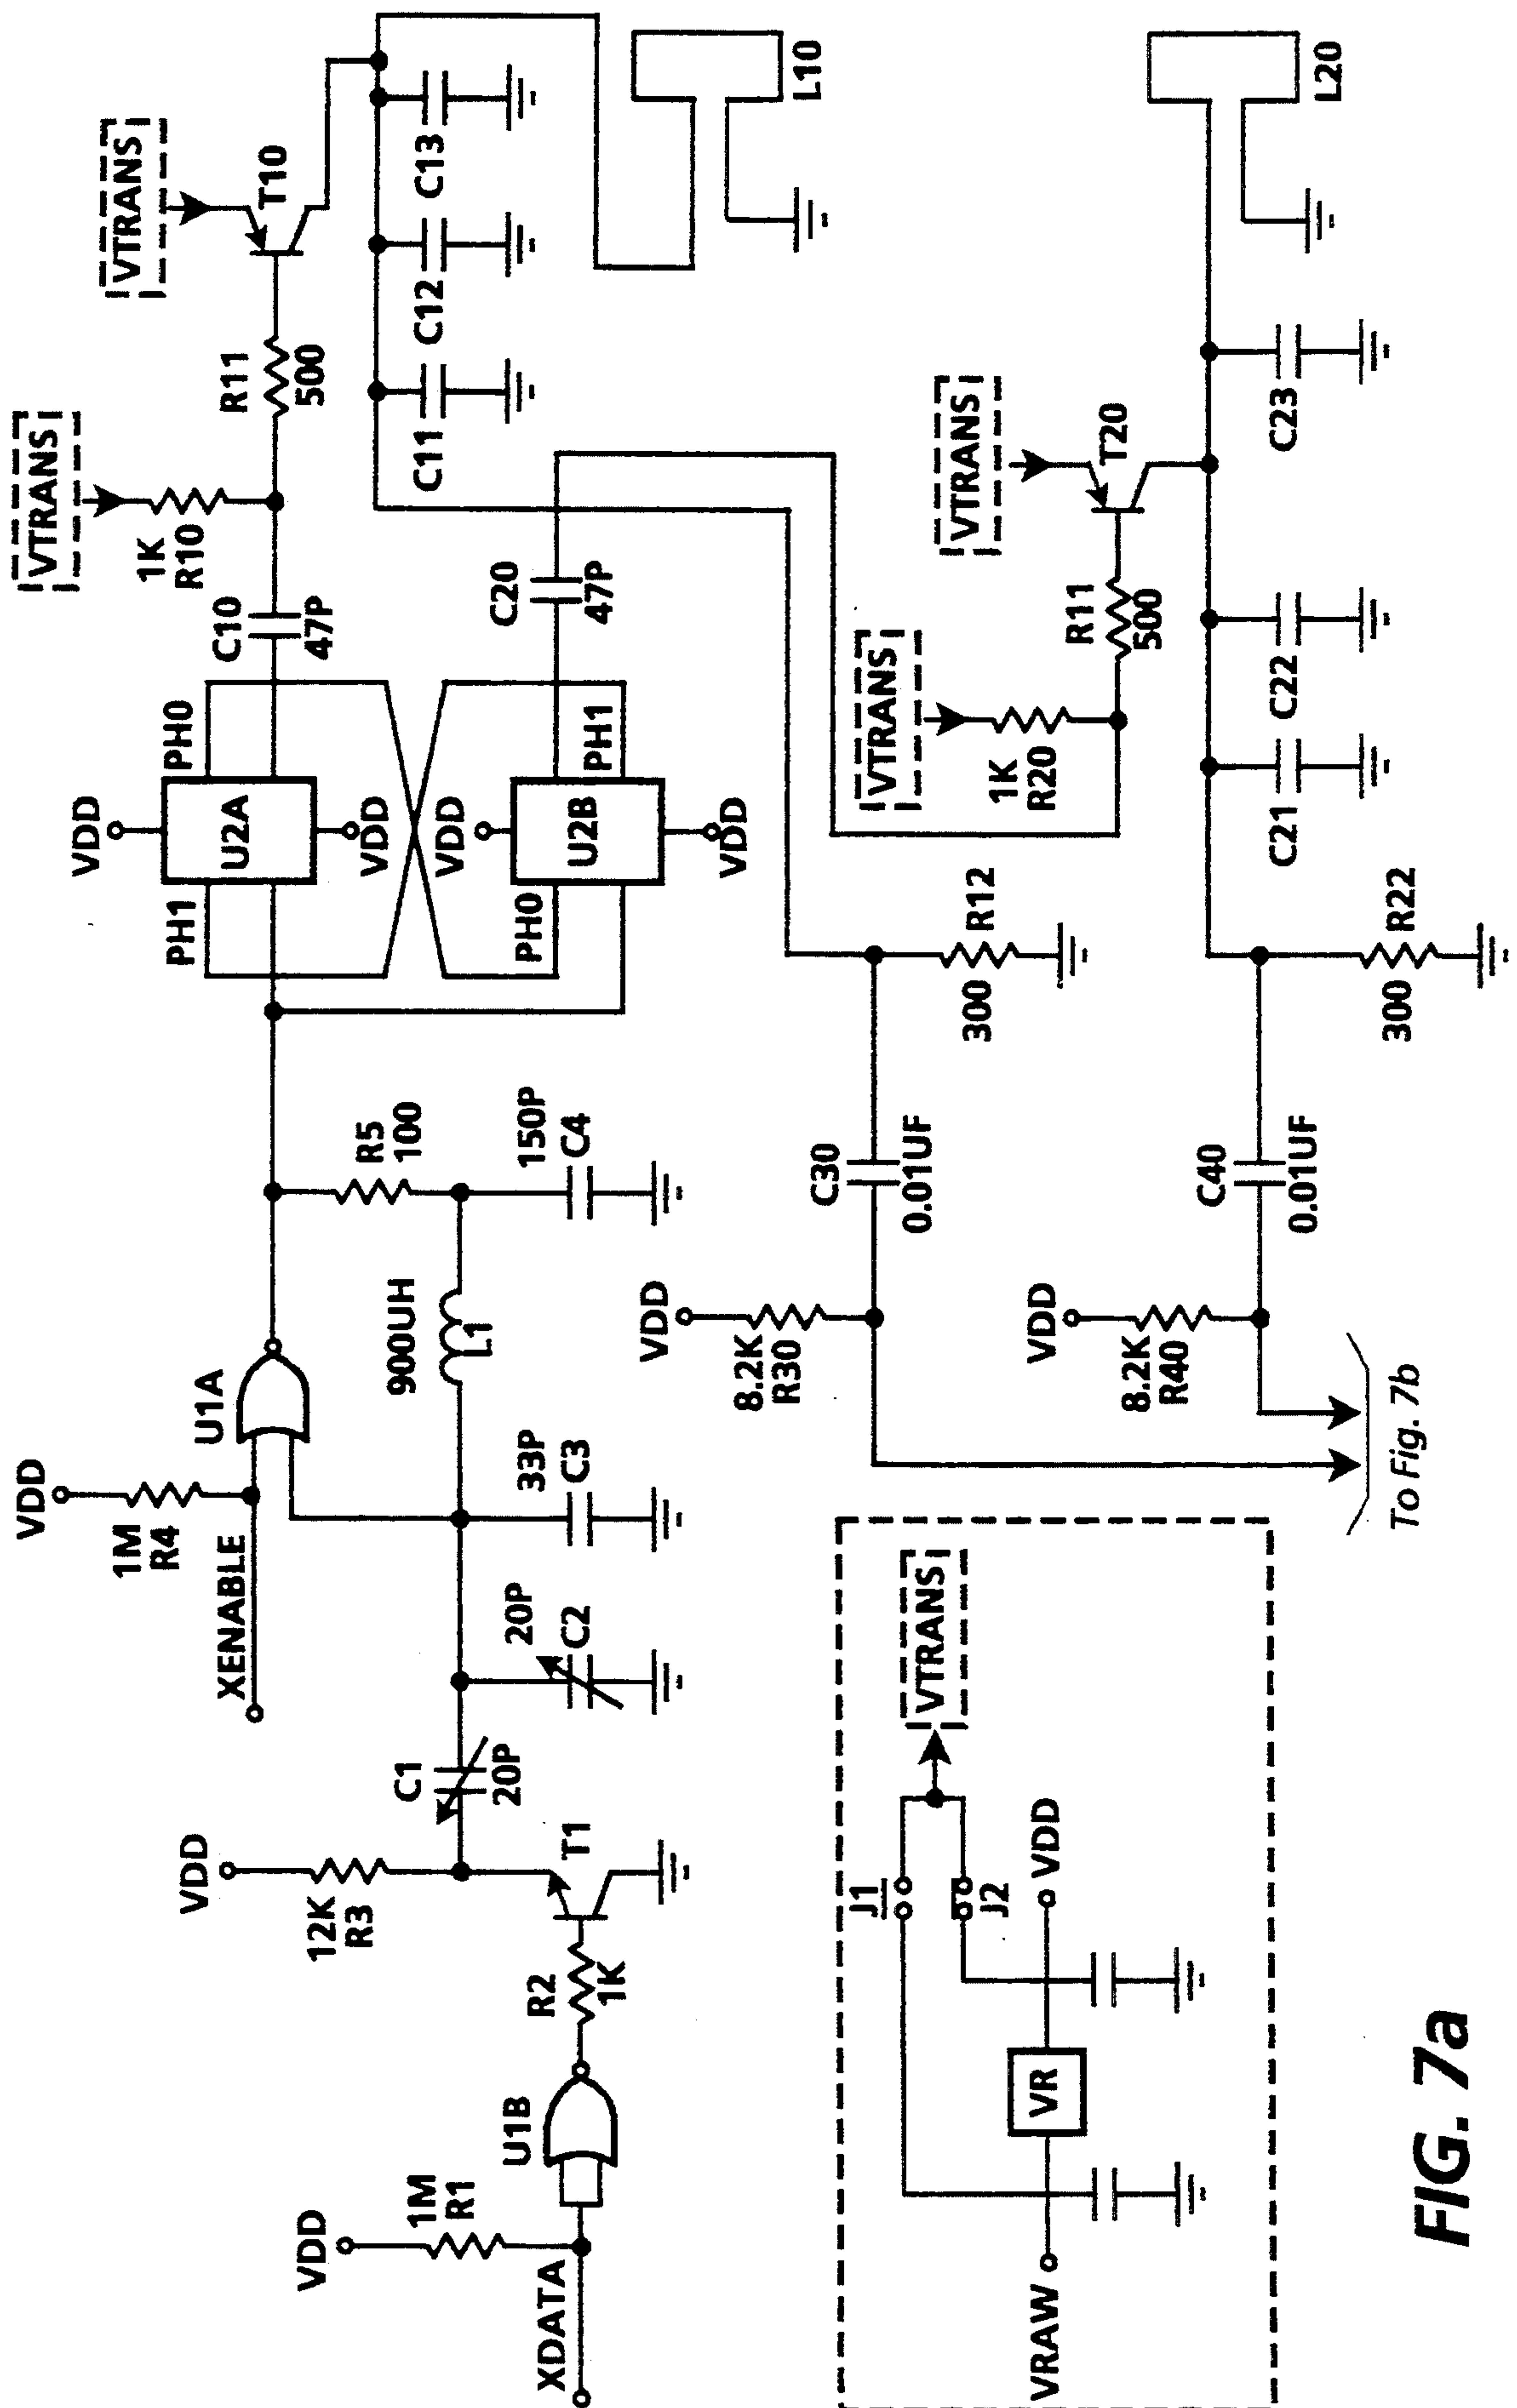 VTRANS
1K
R10
C10
47P
R11
500
VTRANS
T10
C11
C12
C13
L10
VDD
U2A
VDD
PH1
PH0
VDD
U2B
VDD
PH0
PH1
C20
47P
VDD
1M
R4
XENABLE
U1A
R5
100
150P
C4
900UH
L1
33P
C3
20P
C2
C1
20P
VDD
12K
R3
T1
R2
1K
U1B
VDD
1M
R1
XDATA
VTRANS
1K
R20
R11
500
VTRANS
T20
C21
C22
C23
L20
VDD
8.2K
R30
C30
0.01UF
300
R12
VDD
8.2K
R40
C40
0.01UF
300
R22
To Fig. 7b
VTRANS
J1
J2
VRAW
VR
VDD
FIG. 7a